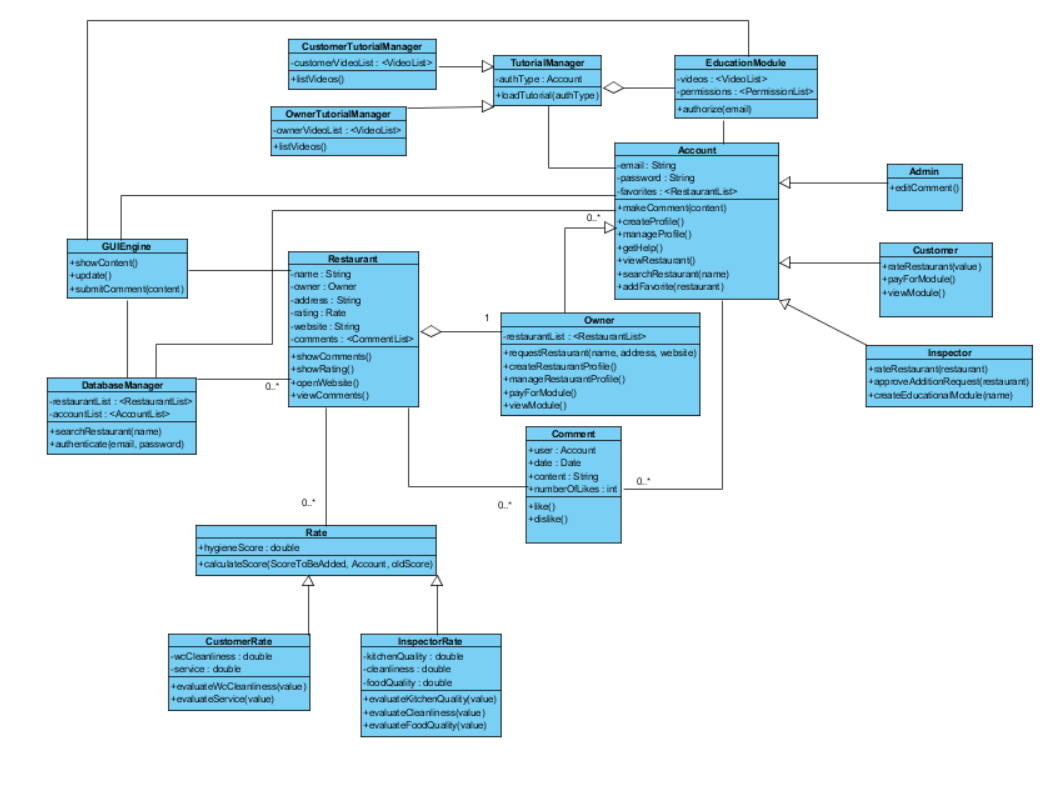 CustomerTutorialManager
-customerVideoList : <VideoList>
+listVideos()
TutorialManager
-authType : Account
+loadTutorial(authType)
EducationModule
-videos : <VideoList>
-permissions : <PermissionList>
+authorize(email)
OwnerTutorialManager
-ownerVideoList : <VideoList>
+listVideos()
Account
-email : String
-password : String
-favorites : <RestaurantList>
+makeComment(content)
+createProfile()
+manageProfile()
+getHelp()
+viewRestaurant()
+searchRestaurant(name)
+addFavorite(restaurant)
Admin
+editComment()
0..*
GUIEngine
+showContent()
+update()
+submitComment(content)
Restaurant
-name : String
-owner : Owner
-address : String
-rating : Rate
-website : String
-comments : <CommentList>
+showComments()
+showRating()
+openWebsite()
+viewComments()
Customer
+rateRestaurant(value)
+payForModule()
+viewModule()
1
Owner
-restaurantList : <RestaurantList>
+requestRestaurant(name, address, website)
+createRestaurantProfile()
+manageRestaurantProfile()
+payForModule()
+viewModule()
Inspector
+rateRestaurant(restaurant)
+approveAdditionRequest(restaurant)
+createEducationalModule(name)
DatabaseManager
-restaurantList : <RestaurantList>
-accountList : <AccountList>
+searchRestaurant(name)
+authenticate(email, password)
0..*
Comment
+user : Account
+date : Date
+content : String
+numberOfLikes : int
+like()
+dislike()
0..*
0..*
0..*
Rate
+hygieneScore : double
+calculateScore(ScoreToBeAdded, Account, oldScore)
CustomerRate
-wcCleanliness : double
-service : double
+evaluateWcCleanliness(value)
+evaluateService(value)
InspectorRate
-kitchenQuality : double
-cleanliness : double
-foodQuality : double
+evaluateKitchenQuality(value)
+evaluateCleanliness(value)
+evaluateFoodQuality(value)